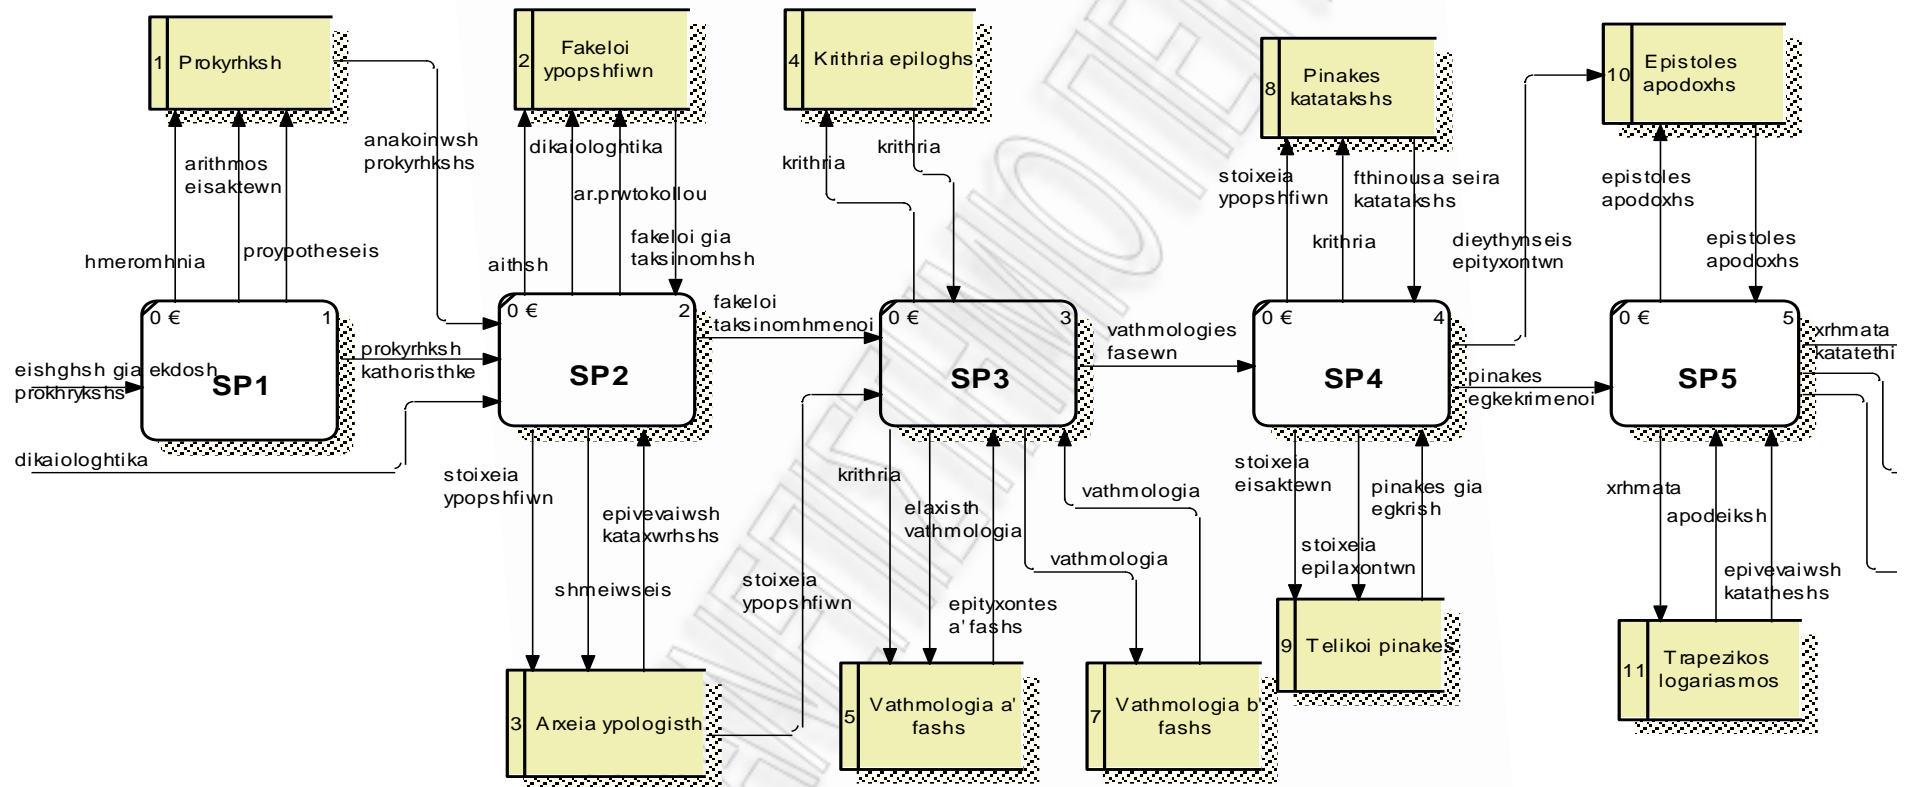 1
Prokyrhksh
2
Fakeloi
ypopshfiwn
4
Krithria epiloghs
8
Pinakes
katatakshs
10
Epistoles
apodoxhs
arithmos
eisaktewn
anakoinwsh
prokyrhkshs
dikaiologhtika
ar.prwtokollou
krithria
krithria
stoixeia
ypopshfiwn
fthinousa seira
katatakshs
epistoles
apodoxhs
hmeromhnia
proypotheseis
aithsh
fakeloi gia
taksinomhsh
krithria
dieythynseis
epityxontwn
epistoles
apodoxhs
0 €
1
SP1
0 €
2
SP2
0 €
3
SP3
0 €
4
SP4
0 €
5
SP5
eishghsh gia ekdosh
prokhrykshs
prokyrhksh
kathoristhke
fakeloi
taksinomhmenoi
vathmologies
fasewn
pinakes
egkekrimenoi
xrhmata
katatethi
dikaiologhtika
stoixeia
ypopshfiwn
epivevaiwsh
kataxwrhshs
shmeiwseis
stoixeia
ypopshfiwn
krithria
elaxisth
vathmologia
epityxontes
a' fashs
vathmologia
vathmologia
stoixeia
eisaktewn
pinakes gia
egkrish
stoixeia
epilaxontwn
xrhmata
apodeiksh
epivevaiwsh
katatheshs
3
Arxeia ypologisth
5
Vathmologia a'
fashs
7
Vathmologia b'
fashs
9
Telikoi pinakes
11
Trapezikos
logariasmos